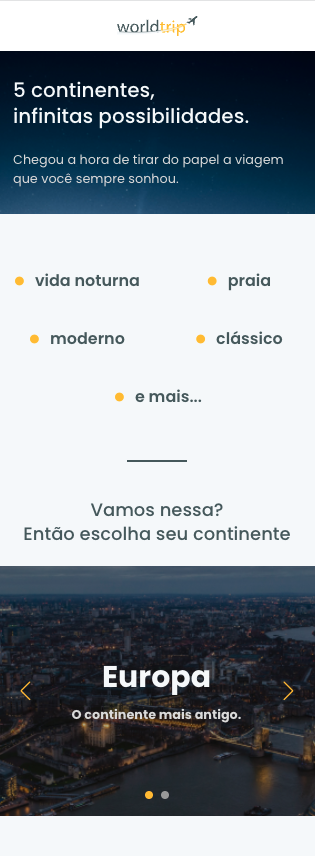 worldtrip
5 continentes,
infinitas possibilidades.
Chegou a hora de tirar do papel a viagem
que você sempre sonhou.
vida noturna
praia
moderno
clássico
e mais...
Vamos nessa?
Então escolha seu continente
Europa
O continente mais antigo.